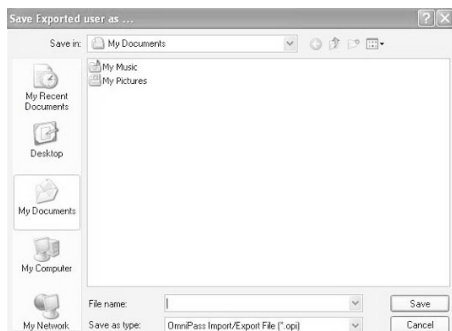 Save Exported user as ...
Save in: My Documents
My Music
My Pictures
My Recent
Documents
Desktop
My Documents
My Computer
My Network
File name: Save
Save as type: OmniPass Import/Export File (*.opi) Cancel